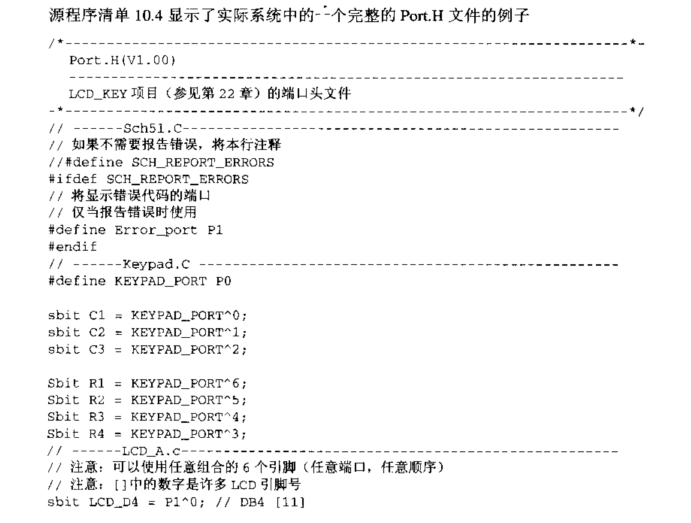 源程序清单 10.4 显示了实际系统中的一个完整的 Port.H 文件的例子
/*------------------------------------------------------------------*-
Port.H(V1.00)
------------------------------------------------------------------
LCD_KEY 项目（参见第 22 章）的端口头文件
-*------------------------------------------------------------------*/
// ------Sch51.C----------------------------------------------------
// 如果不需要报告错误，将本行注释
//#define SCH_REPORT_ERRORS
#ifdef SCH_REPORT_ERRORS
// 将显示错误代码的端口
// 仅当报告错误时使用
#define Error_port P1
#endif
// ------Keypad.C --------------------------------------------------
#define KEYPAD_PORT P0
sbit C1 = KEYPAD_PORT^0;
sbit C2 = KEYPAD_PORT^1;
sbit C3 = KEYPAD_PORT^2;
Sbit R1 = KEYPAD_PORT^6;
Sbit R2 = KEYPAD_PORT^5;
Sbit R3 = KEYPAD_PORT^4;
Sbit R4 = KEYPAD_PORT^3;
// ------LCD_A.c----------------------------------------------------
// 注意：可以使用任意组合的 6 个引脚（任意端口，任意顺序）
// 注意：[]中的数字是许多 LCD 引脚号
sbit LCD_D4 = P1^0; // DB4 [11]